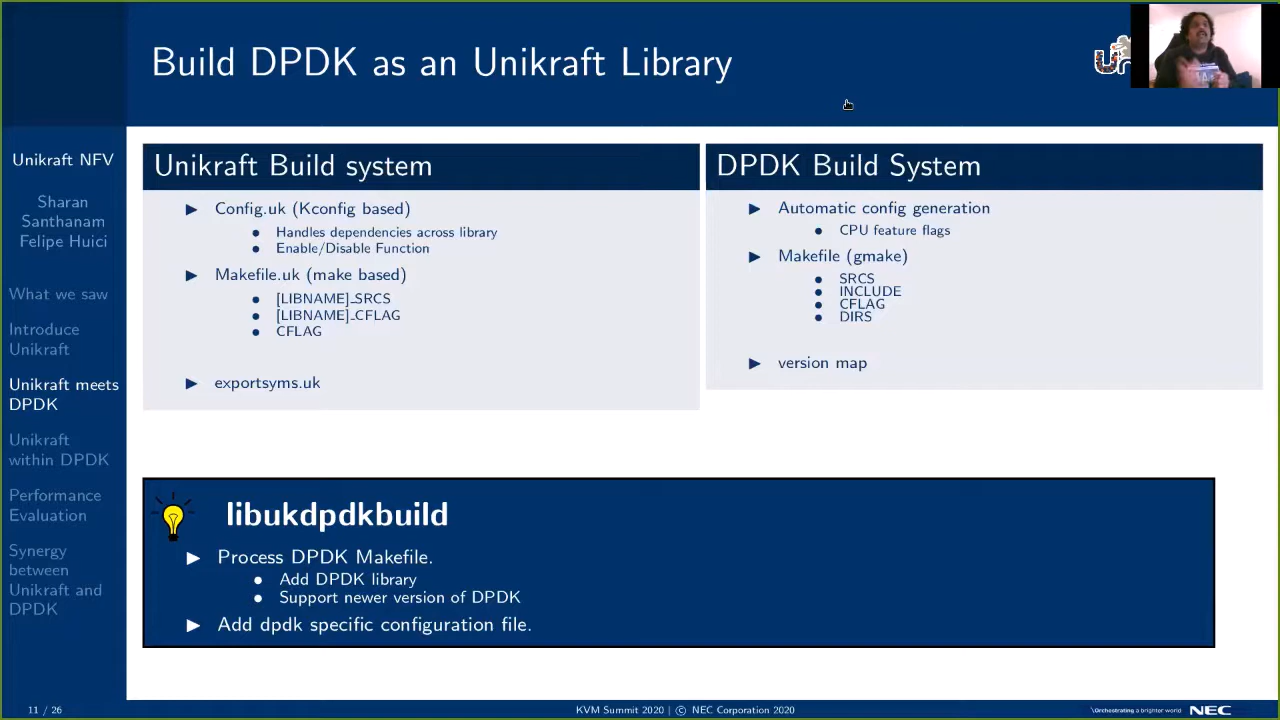 Build DPDK as an Unikraft Library
Unikraft NFV
Sharan
Santhanam
Felipe Huici
What we saw
Introduce
Unikraft
Unikraft meets
DPDK
Unikraft
within DPDK
Performance
Evaluation
Synergy
between
Unikraft and
DPDK
Unikraft Build system
▶ Config.uk (Kconfig based)
● Handles dependencies across library
● Enable/Disable Function
▶ Makefile.uk (make based)
● [LIBNAME]_SRCS
● [LIBNAME]_CFLAG
● CFLAG
▶ exportsyms.uk
DPDK Build System
▶ Automatic config generation
● CPU feature flags
▶ Makefile (gmake)
● SRCS
● INCLUDE
● CFLAG
● DIRS
▶ version map
libukdpdkbuild
▶ Process DPDK Makefile.
● Add DPDK library
● Support newer version of DPDK
▶ Add dpdk specific configuration file.
11 / 26
KVM Summit 2020 | © NEC Corporation 2020
\Orchestrating a brighter world NEC